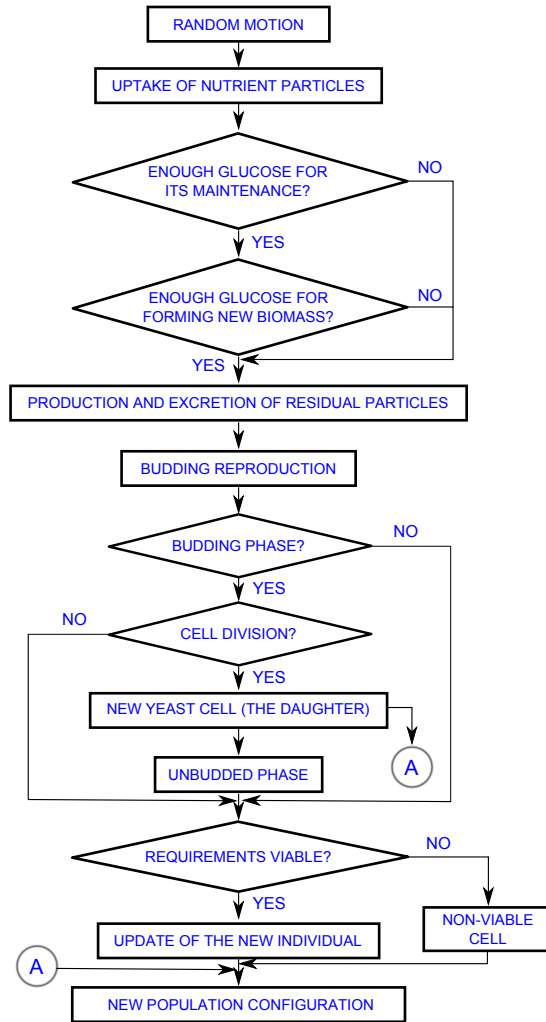 RANDOM MOTION
UPTAKE OF NUTRIENT PARTICLES
ENOUGH GLUCOSE FOR
ITS MAINTENANCE?
NO
YES
ENOUGH GLUCOSE FOR
FORMING NEW BIOMASS?
NO
YES
PRODUCTION AND EXCRETION OF RESIDUAL PARTICLES
BUDDING REPRODUCTION
BUDDING PHASE?
NO
YES
NO
CELL DIVISION?
YES
NEW YEAST CELL (THE DAUGHTER)
A
UNBUDDED PHASE
REQUIREMENTS VIABLE?
NO
YES
NON-VIABLE
CELL
UPDATE OF THE NEW INDIVIDUAL
A
NEW POPULATION CONFIGURATION